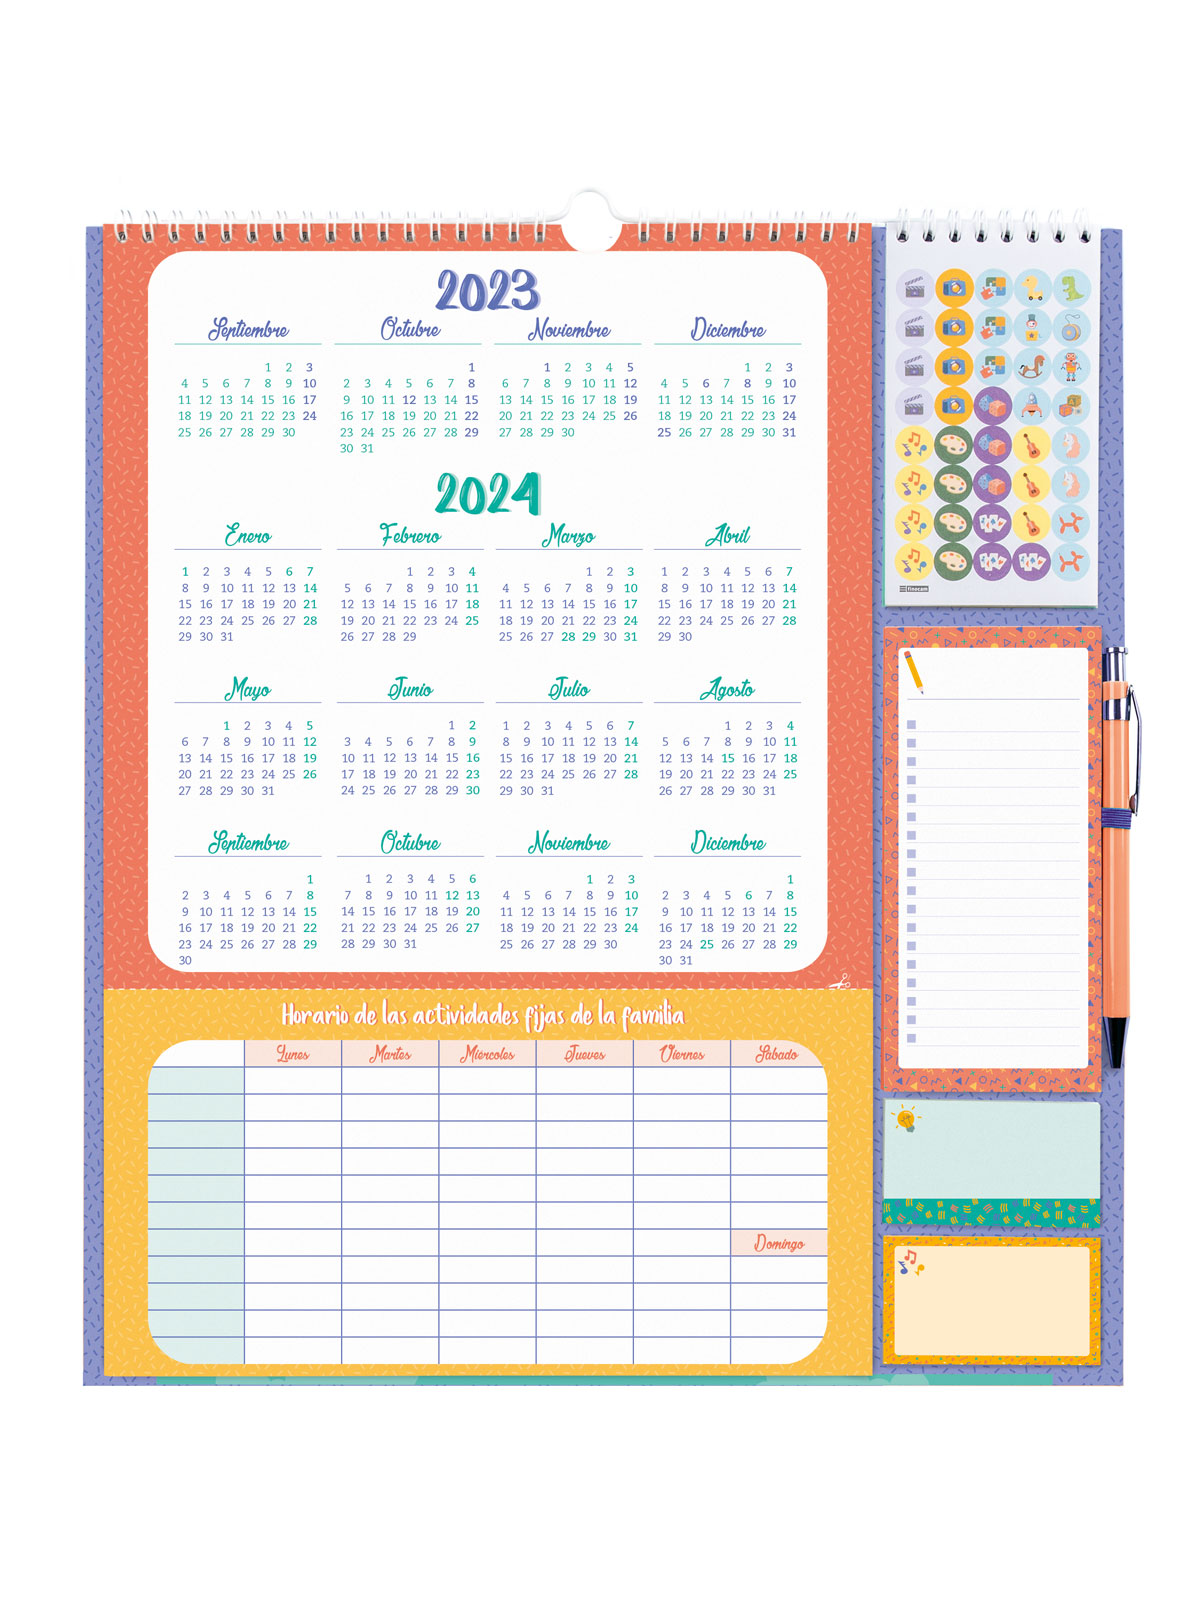 2023
Septiembre
1 2 3
4 5 6 7 8 9 10
11 12 13 14 15 16 17
18 19 20 21 22 23 24
25 26 27 28 29 30
Octubre
1
2 3 4 5 6 7 8
9 10 11 12 13 14 15
16 17 18 19 20 21 22
23 24 25 26 27 28 29
30 31
Noviembre
1 2 3 4 5
6 7 8 9 10 11 12
13 14 15 16 17 18 19
20 21 22 23 24 25 26
27 28 29 30
Diciembre
1 2 3
4 5 6 7 8 9 10
11 12 13 14 15 16 17
18 19 20 21 22 23 24
25 26 27 28 29 30 31
2024
Enero
1 2 3 4 5 6 7
8 9 10 11 12 13 14
15 16 17 18 19 20 21
22 23 24 25 26 27 28
29 30 31
Febrero
1 2 3 4
5 6 7 8 9 10 11
12 13 14 15 16 17 18
19 20 21 22 23 24 25
26 27 28 29
Marzo
1 2 3
4 5 6 7 8 9 10
11 12 13 14 15 16 17
18 19 20 21 22 23 24
25 26 27 28 29 30 31
Abril
1 2 3 4 5 6 7
8 9 10 11 12 13 14
15 16 17 18 19 20 21
22 23 24 25 26 27 28
29 30
Mayo
1 2 3 4 5
6 7 8 9 10 11 12
13 14 15 16 17 18 19
20 21 22 23 24 25 26
27 28 29 30 31
Junio
1 2
3 4 5 6 7 8 9
10 11 12 13 14 15 16
17 18 19 20 21 22 23
24 25 26 27 28 29 30
Julio
1 2 3 4 5 6 7
8 9 10 11 12 13 14
15 16 17 18 19 20 21
22 23 24 25 26 27 28
29 30 31
Agosto
1 2 3 4
5 6 7 8 9 10 11
12 13 14 15 16 17 18
19 20 21 22 23 24 25
26 27 28 29 30 31
Septiembre
1
2 3 4 5 6 7 8
9 10 11 12 13 14 15
16 17 18 19 20 21 22
23 24 25 26 27 28 29
30
Octubre
1 2 3 4 5 6
7 8 9 10 11 12 13
14 15 16 17 18 19 20
21 22 23 24 25 26 27
28 29 30 31
Noviembre
1 2 3
4 5 6 7 8 9 10
11 12 13 14 15 16 17
18 19 20 21 22 23 24
25 26 27 28 29 30
Diciembre
1
2 3 4 5 6 7 8
9 10 11 12 13 14 15
16 17 18 19 20 21 22
23 24 25 26 27 28 29
30 31
Horario de las actividades fijas de la familia
Lunes Martes Miércoles Jueves Viernes Sábado
Domingo
finocam